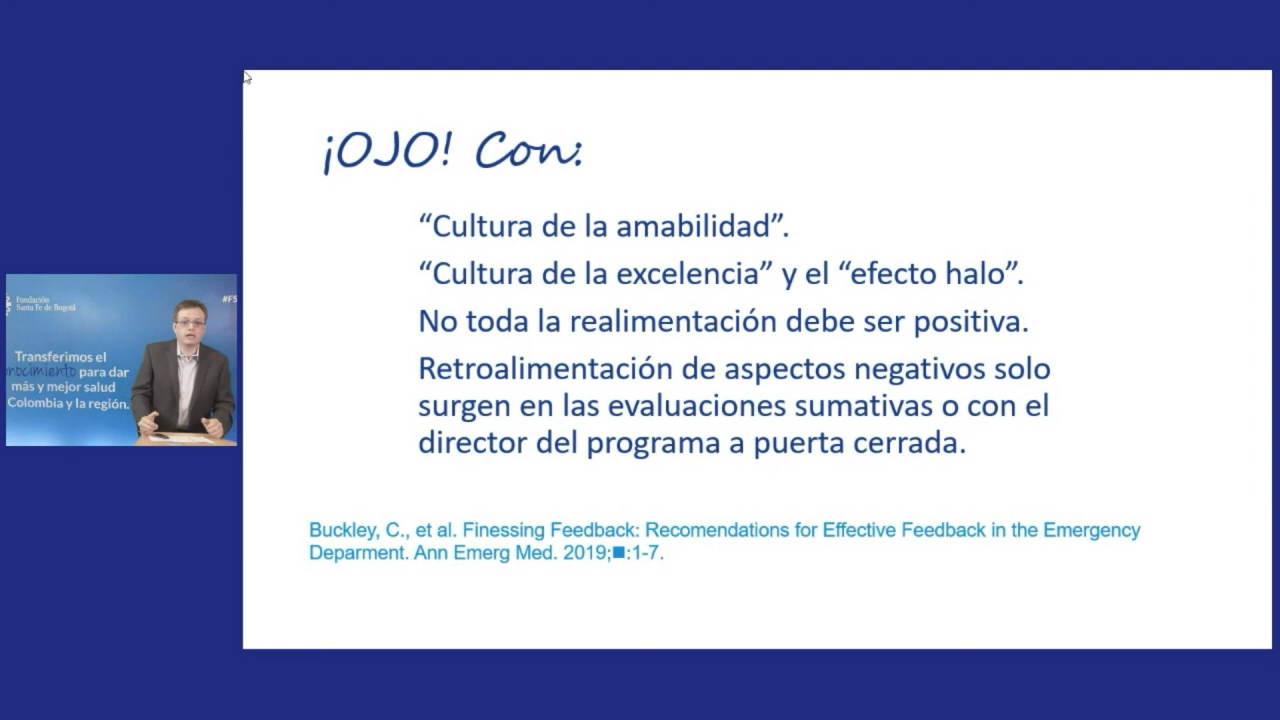 ¡OJO! Con:
“Cultura de la amabilidad”.
“Cultura de la excelencia” y el “efecto halo”.
No toda la realimentación debe ser positiva.
Retroalimentación de aspectos negativos solo
surgen en las evaluaciones sumativas o con el
director del programa a puerta cerrada.
Buckley, C., et al. Finessing Feedback: Recomendations for Effective Feedback in the Emergency
Deparment. Ann Emerg Med. 2019;■:1-7.
Fundación
Santa Fe de Bogotá
#FS
Transferimos el
onocimiento para dar
más y mejor salud
Colombia y la región.